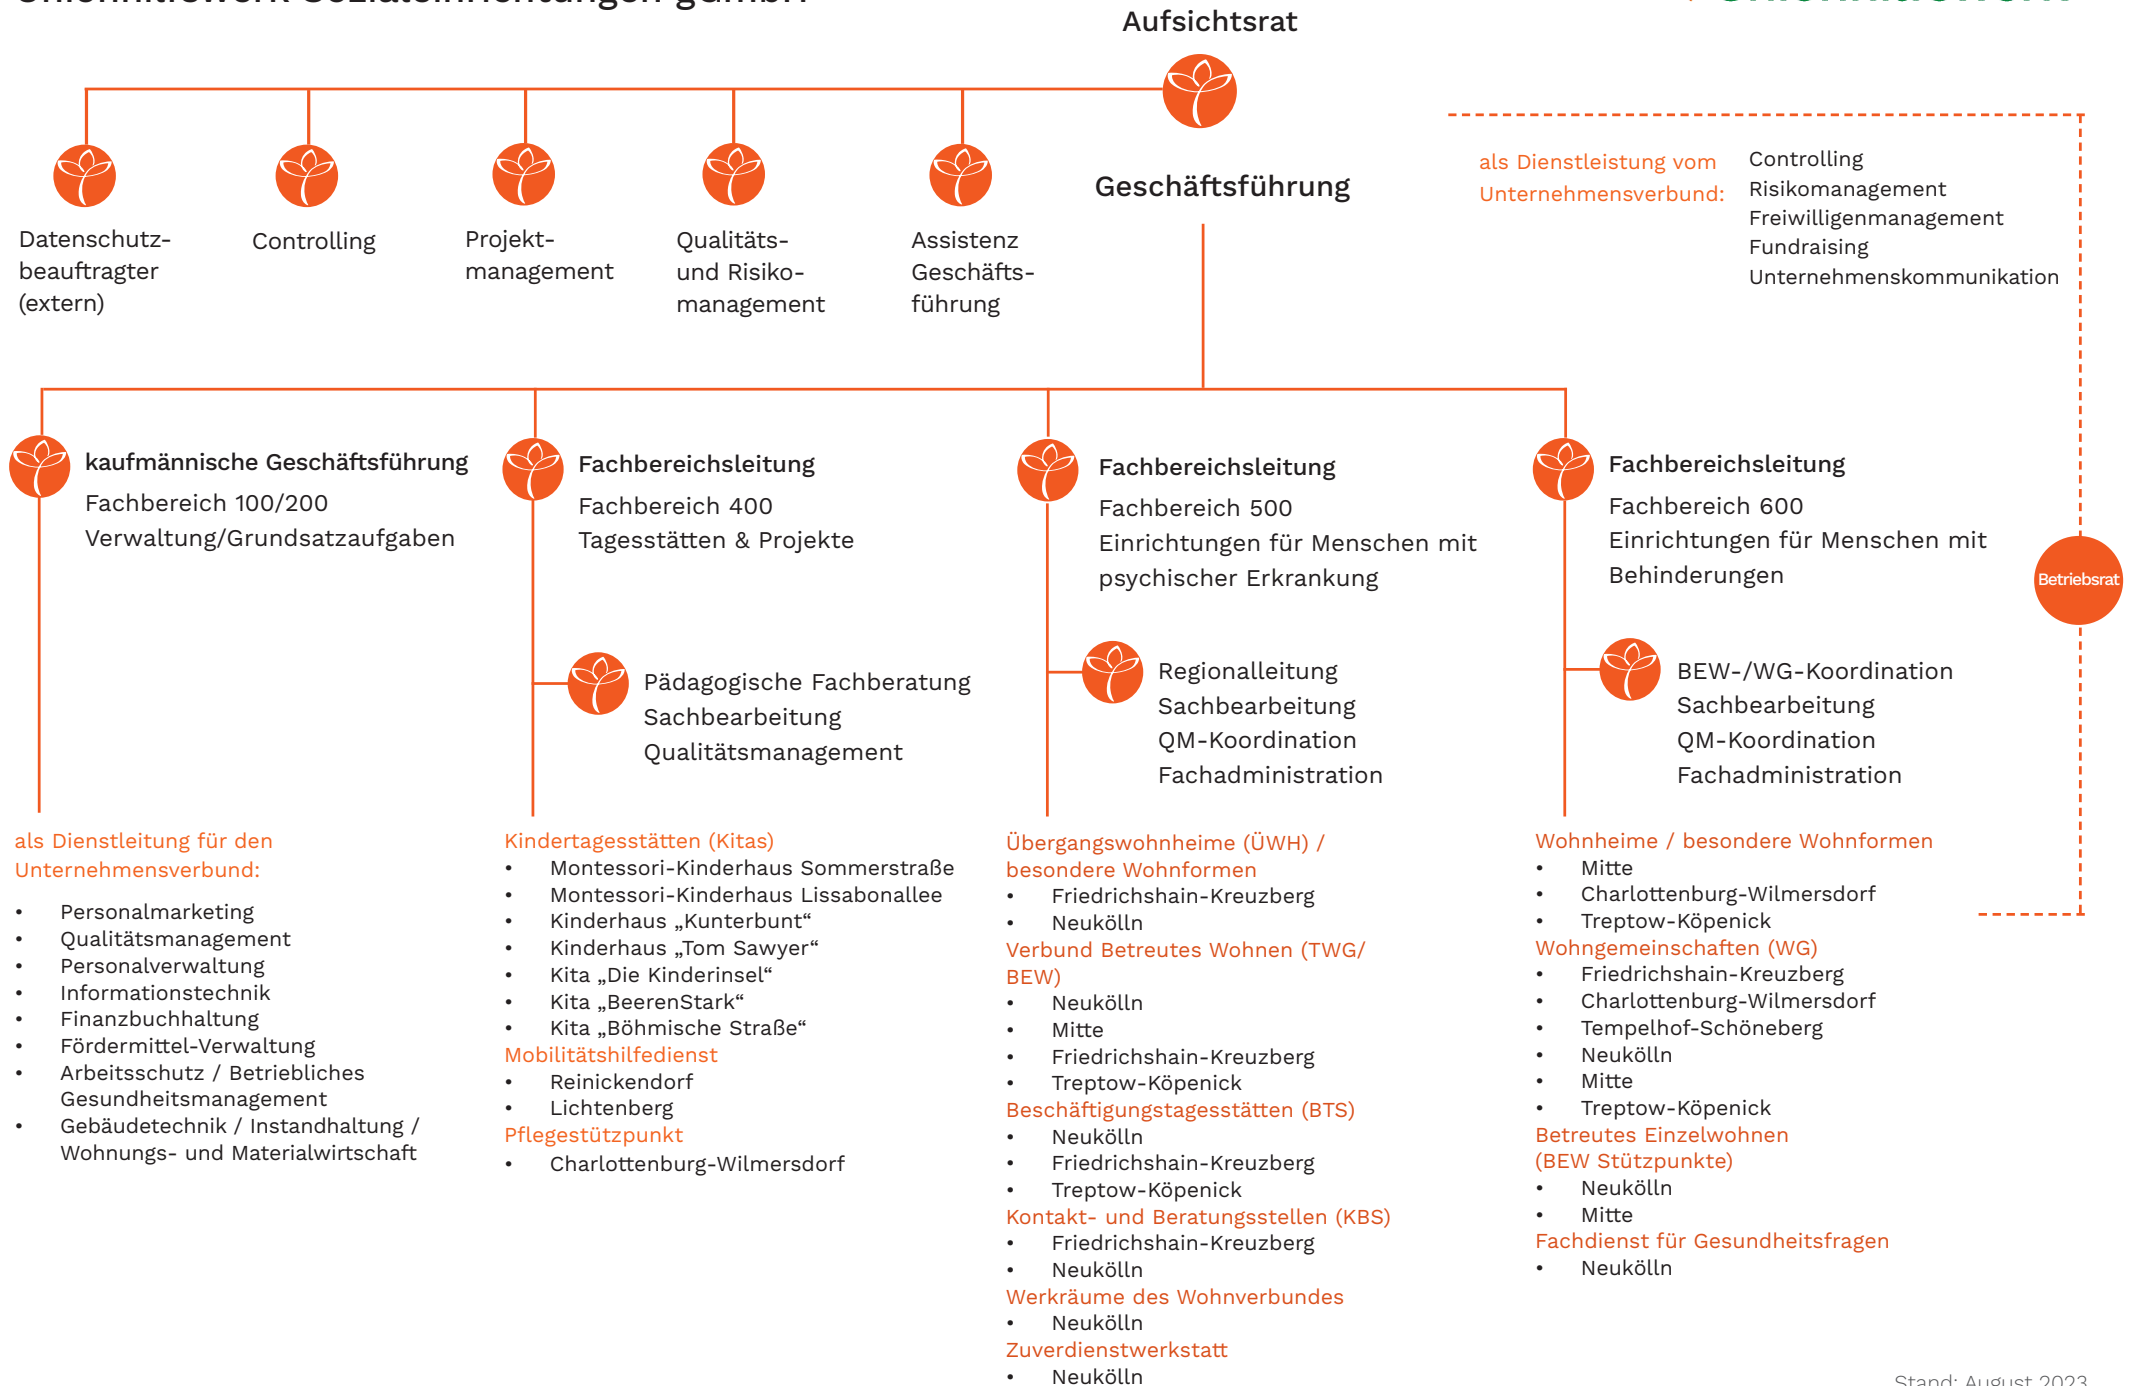 Unionhilfswerk Sozialeinrichtungen gGmbH
Unionhilfswerk
Aufsichtsrat
Geschäftsführung
Datenschutz-
beauftragter
(extern)
Controlling
Projekt-
management
Qualitäts-
und Risiko-
management
Assistenz
Geschäfts-
führung
als Dienstleistung vom
Unternehmensverbund:
Controlling
Risikomanagement
Freiwilligenmanagement
Fundraising
Unternehmenskommunikation
kaufmännische Geschäftsführung
Fachbereich 100/200
Verwaltung/Grundsatzaufgaben
Fachbereichsleitung
Fachbereich 400
Tagesstätten & Projekte
Fachbereichsleitung
Fachbereich 500
Einrichtungen für Menschen mit
psychischer Erkrankung
Fachbereichsleitung
Fachbereich 600
Einrichtungen für Menschen mit
Behinderungen
Betriebsrat
Pädagogische Fachberatung
Sachbearbeitung
Qualitätsmanagement
Regionalleitung
Sachbearbeitung
QM-Koordination
Fachadministration
BEW-/WG-Koordination
Sachbearbeitung
QM-Koordination
Fachadministration
als Dienstleitung für den
Unternehmensverbund:
• Personalmarketing
• Qualitätsmanagement
• Personalverwaltung
• Informationstechnik
• Finanzbuchhaltung
• Fördermittel-Verwaltung
• Arbeitsschutz / Betriebliches
Gesundheitsmanagement
• Gebäudetechnik / Instandhaltung /
Wohnungs- und Materialwirtschaft
Kindertagesstätten (Kitas)
• Montessori-Kinderhaus Sommerstraße
• Montessori-Kinderhaus Lissabonallee
• Kinderhaus „Kunterbunt“
• Kinderhaus „Tom Sawyer“
• Kita „Die Kinderinsel“
• Kita „BeerenStark“
• Kita „Böhmische Straße“
Mobilitätshilfedienst
• Reinickendorf
• Lichtenberg
Pflegestützpunkt
• Charlottenburg-Wilmersdorf
Übergangswohnheime (ÜWH) /
besondere Wohnformen
• Friedrichshain-Kreuzberg
• Neukölln
Verbund Betreutes Wohnen (TWG/
BEW)
• Neukölln
• Mitte
• Friedrichshain-Kreuzberg
• Treptow-Köpenick
Beschäftigungstagesstätten (BTS)
• Neukölln
• Friedrichshain-Kreuzberg
• Treptow-Köpenick
Kontakt- und Beratungsstellen (KBS)
• Friedrichshain-Kreuzberg
• Neukölln
Werkräume des Wohnverbundes
• Neukölln
Zuverdienstwerkstatt
• Neukölln
Wohnheime / besondere Wohnformen
• Mitte
• Charlottenburg-Wilmersdorf
• Treptow-Köpenick
Wohngemeinschaften (WG)
• Friedrichshain-Kreuzberg
• Charlottenburg-Wilmersdorf
• Tempelhof-Schöneberg
• Neukölln
• Mitte
• Treptow-Köpenick
Betreutes Einzelwohnen
(BEW Stützpunkte)
• Neukölln
• Mitte
Fachdienst für Gesundheitsfragen
• Neukölln
Stand: August 2023